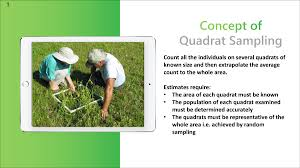 1
Concept of
Quadrat Sampling
Count all the individuals on several quadrats of
known size and then extrapolate the average
count to the whole area.
Estimates require:
• The area of each quadrat must be known
• The population of each quadrat examined
must be determined accurately
• The quadrats must be representative of the
whole area i.e. achieved by random
sampling